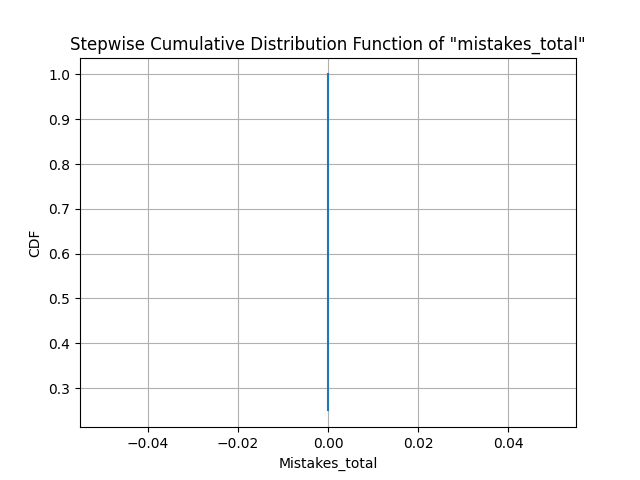 Stepwise Cumulative Distribution Function of "mistakes_total"
1.0
0.9
0.8
0.7
0.6
0.5
0.4
0.3
CDF
−0.04 −0.02 0.00 0.02 0.04
Mistakes_total